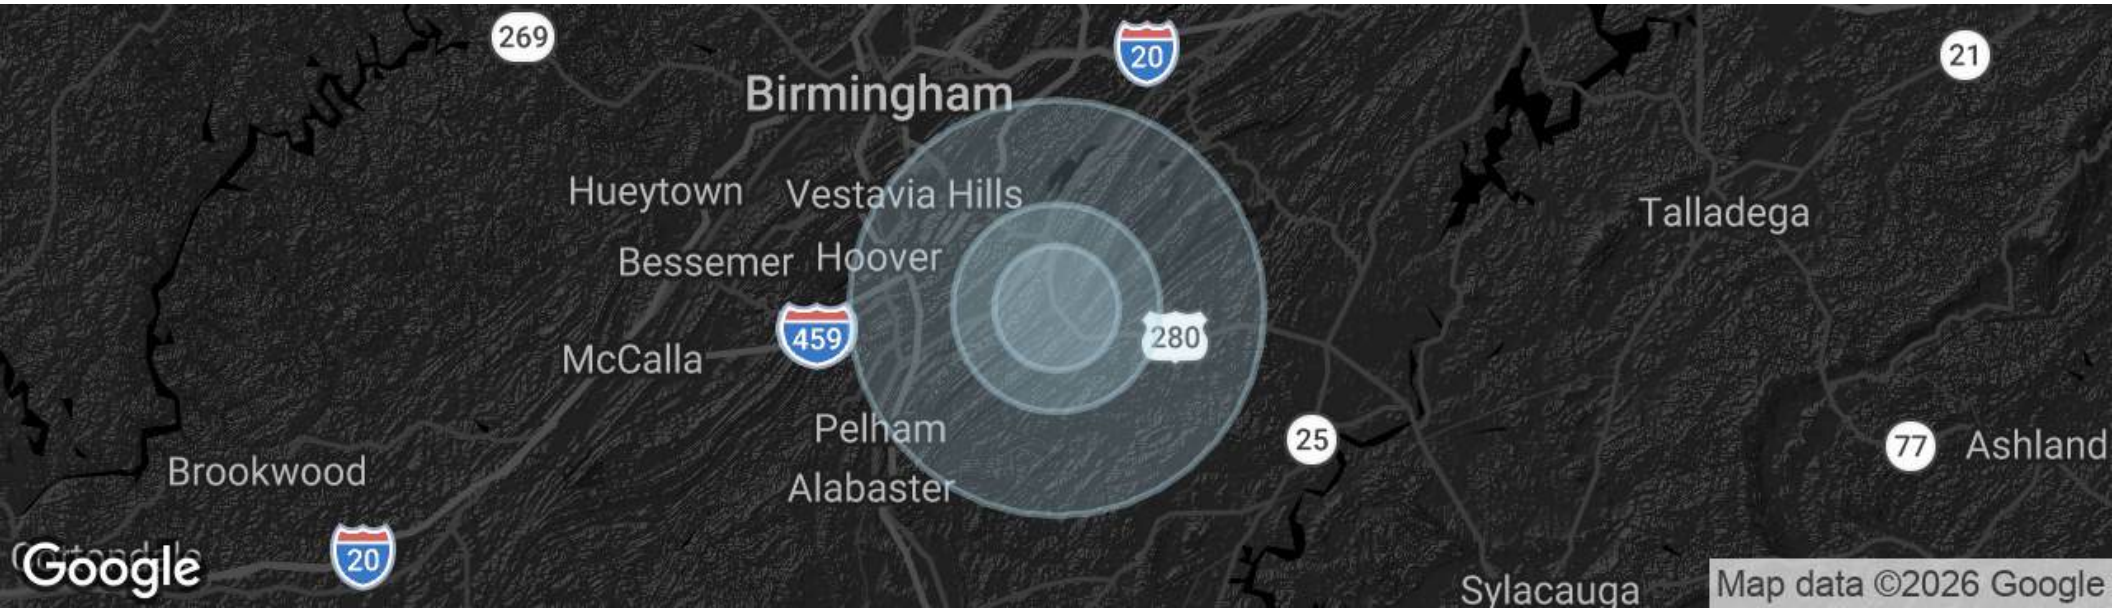 269
20
21
Birmingham
Hueytown
Vestavia Hills
Talladega
Bessemer
Hoover
459
280
McCalla
Pelham
25
77
Ashland
Brookwood
Alabaster
20
Google
Sylacauga
Map data ©2026 Google